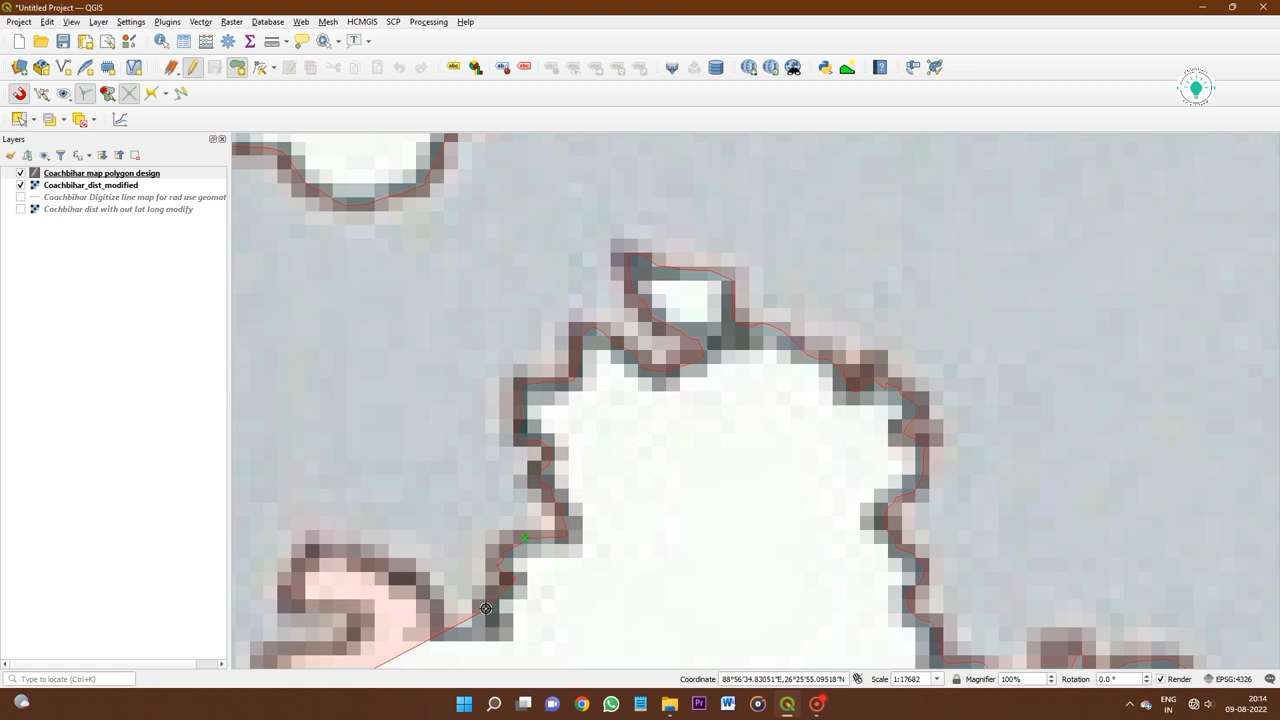 *Untitled Project — QGIS
Project Edit View Layer Settings Plugins Vector Raster Database Web Mesh HCMGIS SCP Processing Help
Layers
Coachbihar map polygon design
Coachbihar_dist_modified
Coachbihar Digitize line map for rad use geomat
Cochbihar dist with out lat long modify
Type to locate (Ctrl+K)
Coordinate 88°56'34.83051"E,26°25'55.09518"N Scale 1:17682 Magnifier 100% Rotation 0.0 ° Render EPSG:4326
ENG
IN
20:14
09-08-2022